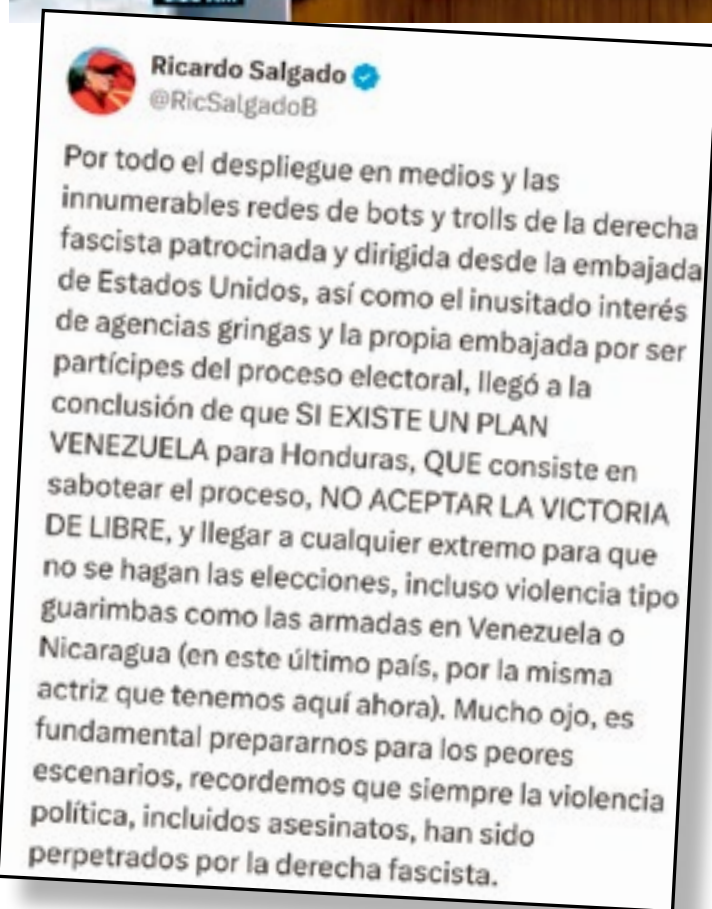 Ricardo Salgado
@RicSalgadoB
Por todo el despliegue en medios y las
innumerables redes de bots y trolls de la derecha
fascista patrocinada y dirigida desde la embajada
de Estados Unidos, así como el inusitado interés
de agencias gringas y la propia embajada por ser
partícipes del proceso electoral, llegó a la
conclusión de que SI EXISTE UN PLAN
VENEZUELA para Honduras, QUE consiste en
sabotear el proceso, NO ACEPTAR LA VICTORIA
DE LIBRE, y llegar a cualquier extremo para que
no se hagan las elecciones, incluso violencia tipo
guarimbas como las armadas en Venezuela o
Nicaragua (en este último país, por la misma
actriz que tenemos aquí ahora). Mucho ojo, es
fundamental prepararnos para los peores
escenarios, recordemos que siempre la violencia
política, incluidos asesinatos, han sido
perpetrados por la derecha fascista.